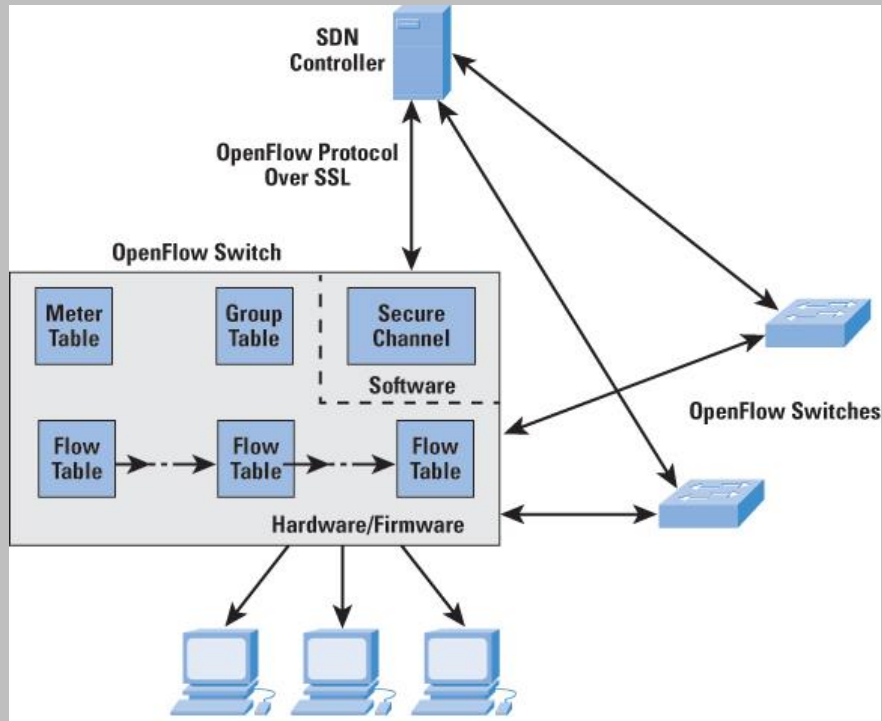 SDN
Controller
OpenFlow Protocol
Over SSL
OpenFlow Switch
Meter
Table
Group
Table
Secure
Channel
Software
OpenFlow Switches
Flow
Table
Flow
Table
Flow
Table
Hardware/Firmware